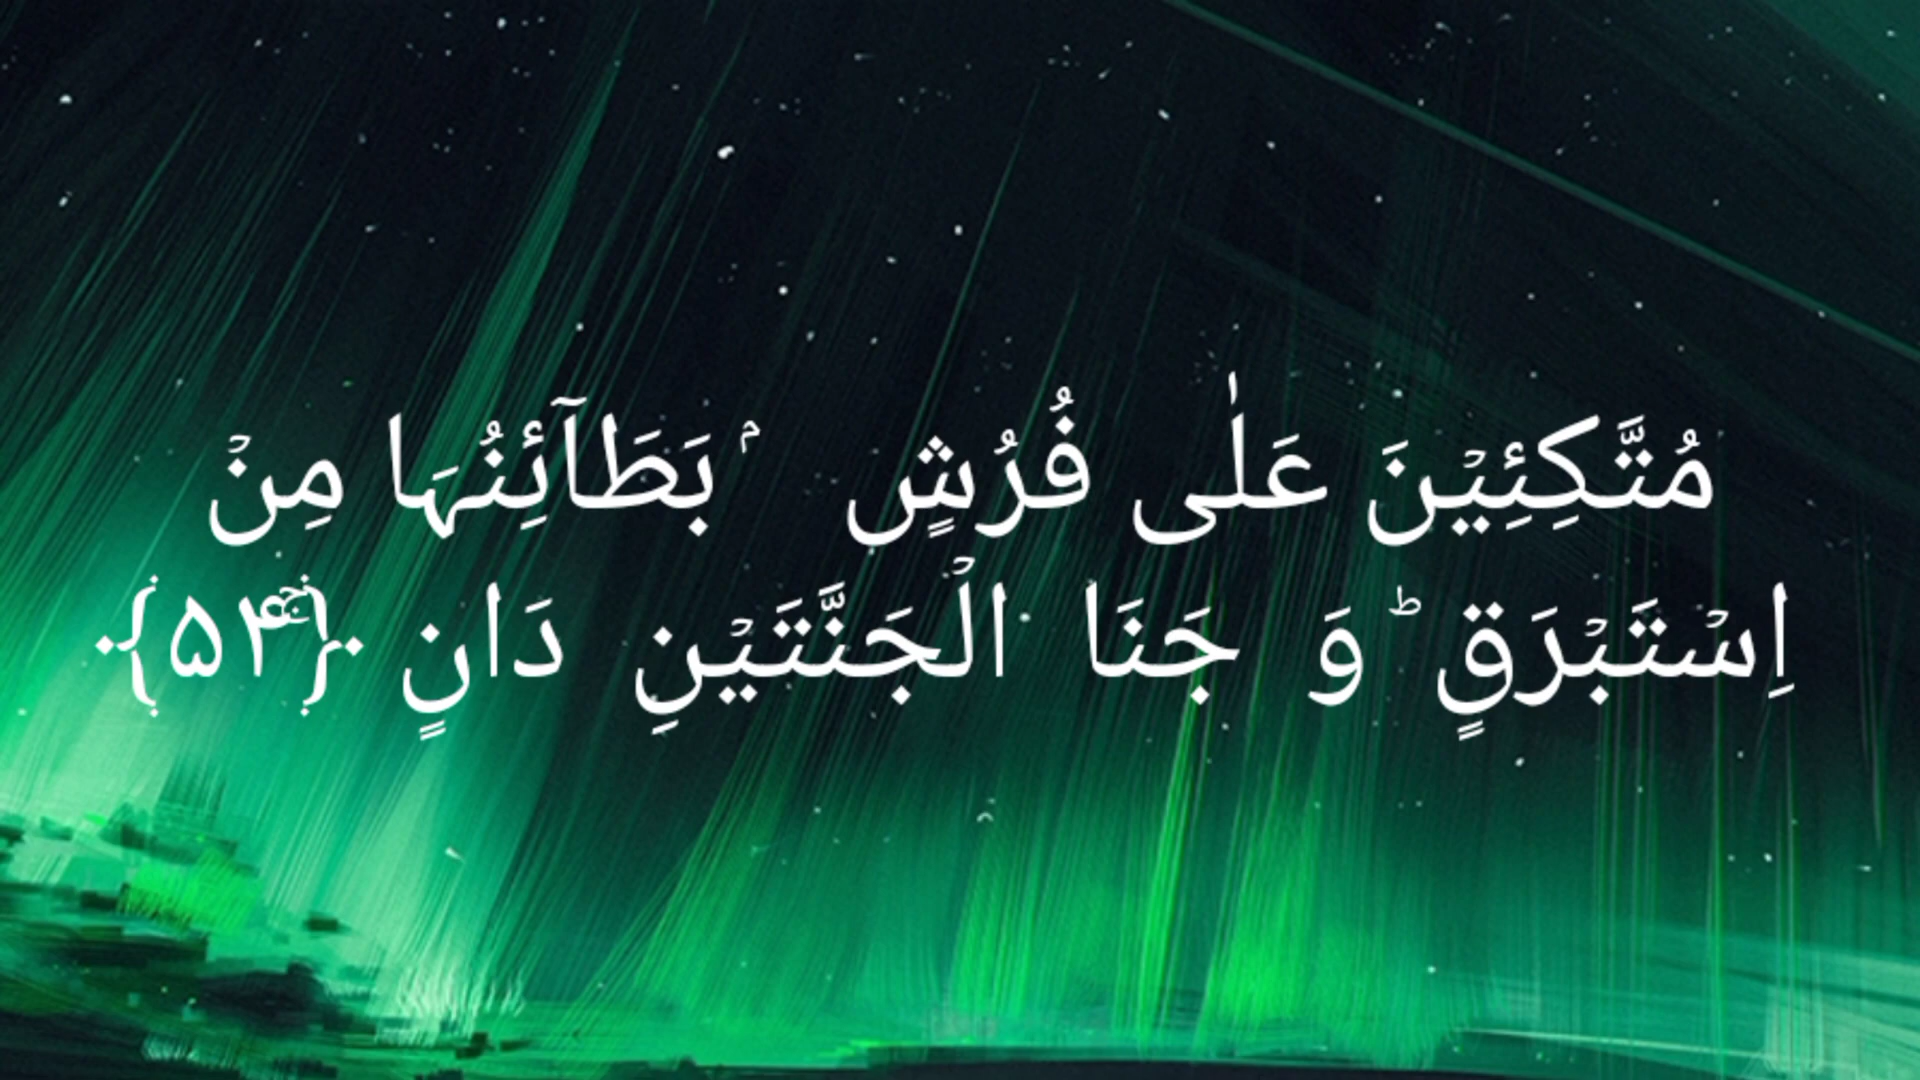 مُتَّكِئِیۡنَ عَلٰی فُرُشٍۭ بَطَآئِنُہَا مِنۡ
اِسۡتَبۡرَقٍ ؕ وَ جَنَا الۡجَنَّتَیۡنِ دَانٍ ﴿ۚ۵۴﴾